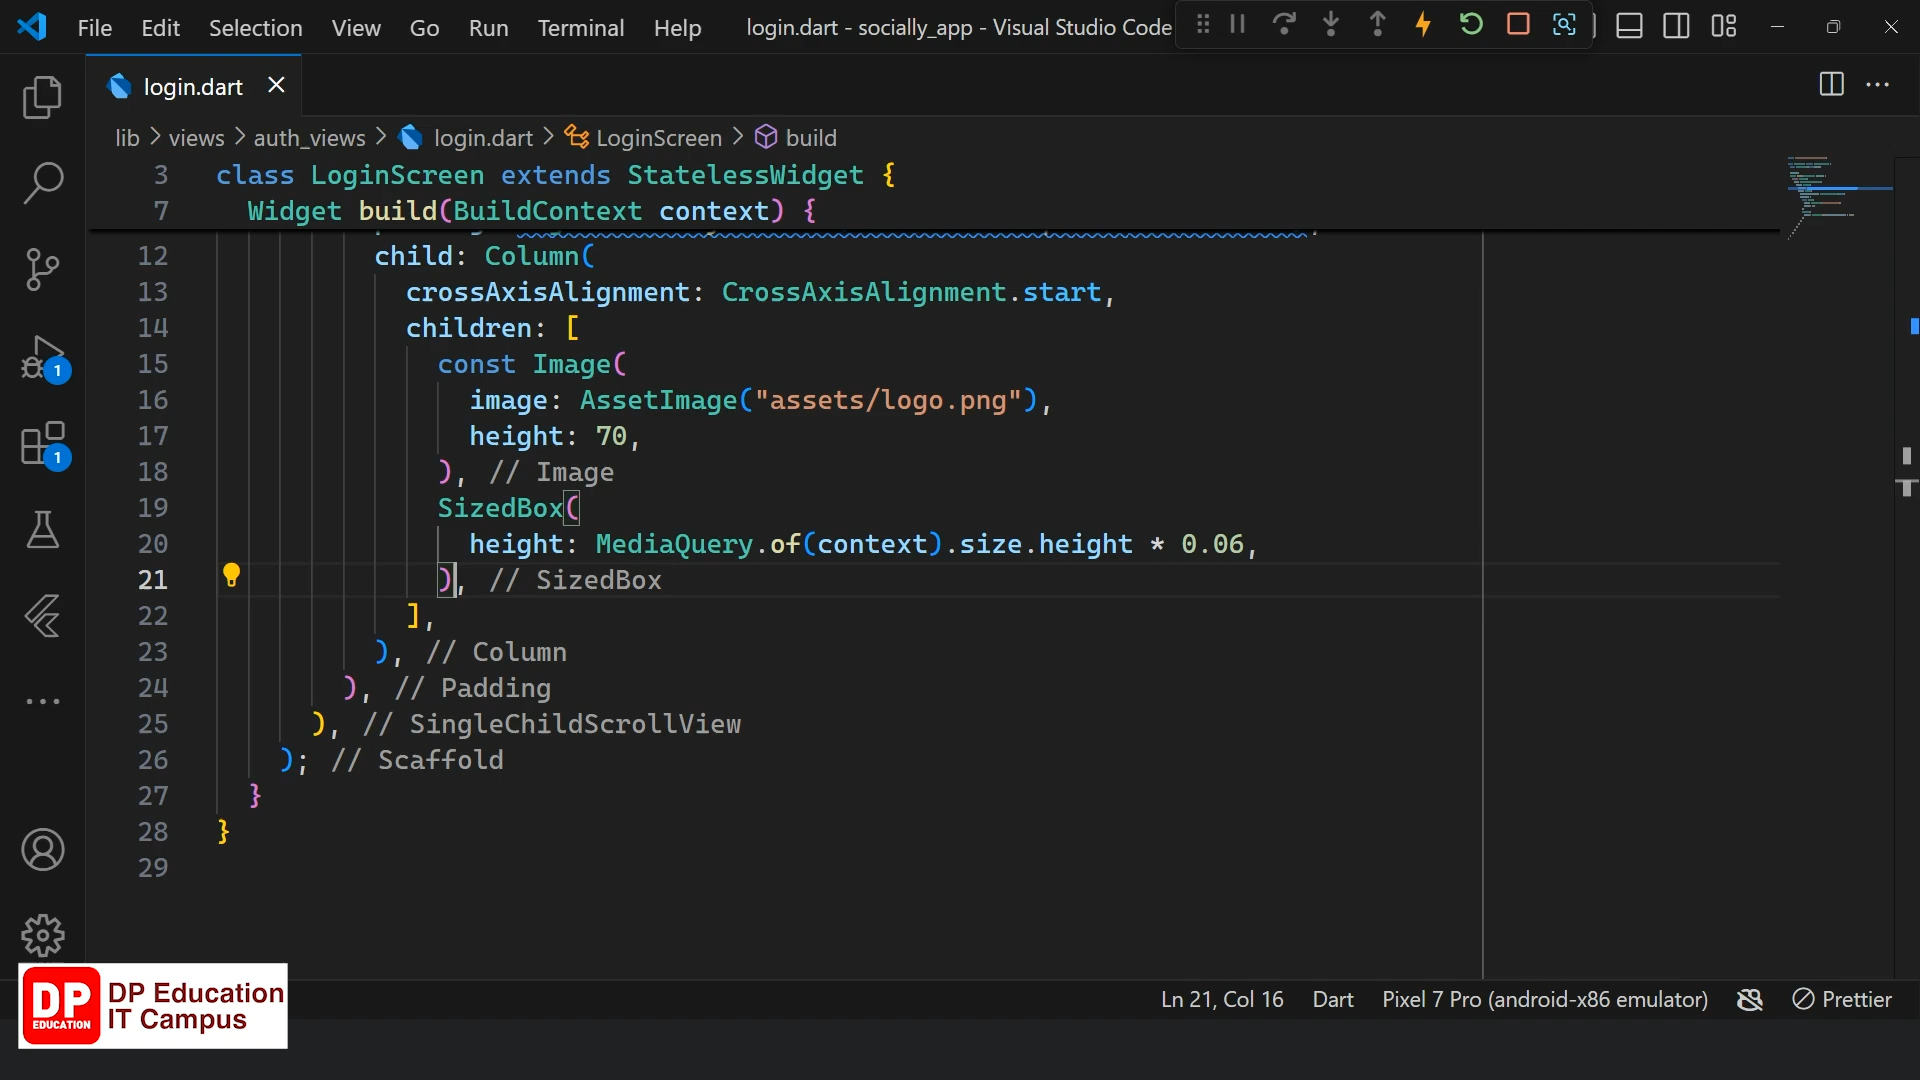 File Edit Selection View Go Run Terminal Help login.dart - socially_app - Visual Studio Code
login.dart
lib > views > auth_views > login.dart > LoginScreen > build
3 class LoginScreen extends StatelessWidget {
7 Widget build(BuildContext context) {
12 child: Column(
13 crossAxisAlignment: CrossAxisAlignment.start,
14 children: [
15 const Image(
16 image: AssetImage("assets/logo.png"),
17 height: 70,
18 ), // Image
19 SizedBox(
20 height: MediaQuery.of(context).size.height * 0.06,
21 ), // SizedBox
22 ],
23 ), // Column
24 ), // Padding
25 ), // SingleChildScrollView
26 ); // Scaffold
27 }
28 }
29
1
1
DP EDUCATION
DP Education
IT Campus
Ln 21, Col 16 Dart Pixel 7 Pro (android-x86 emulator) Prettier